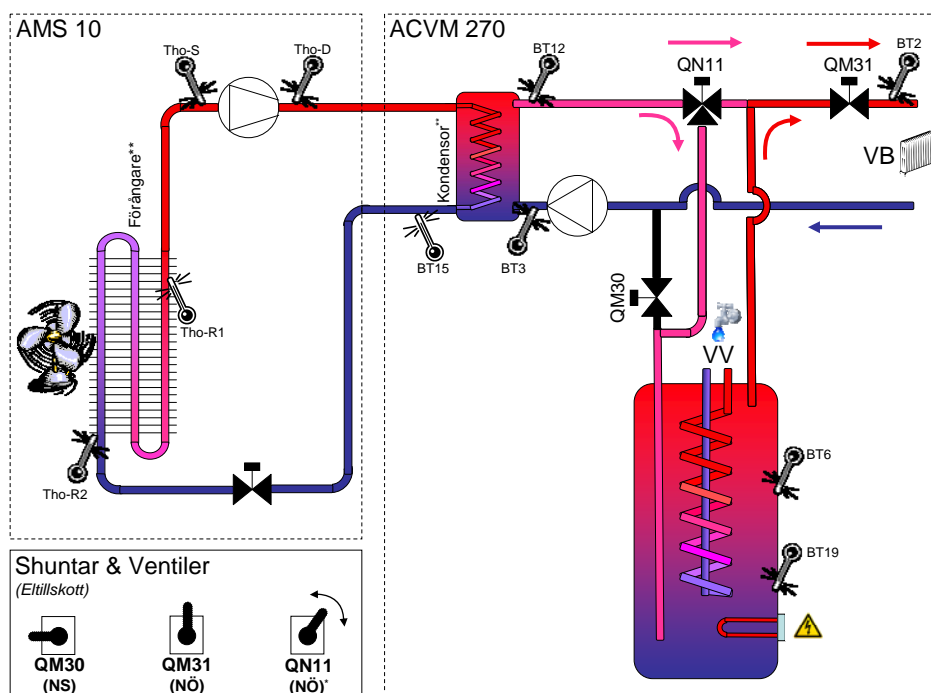 AMS 10
ACVM 270
Tho-S
Tho-D
BT12
QN11
QM31
BT2
Förångare**
Kondensor**
VB
BT15
BT3
QM30
Tho-R1
VV
Tho-R2
BT6
BT19
Shuntar & Ventiler
(Eltillskott)
QM30
(NS)
QM31
(NÖ)
QN11
(NÖ)*